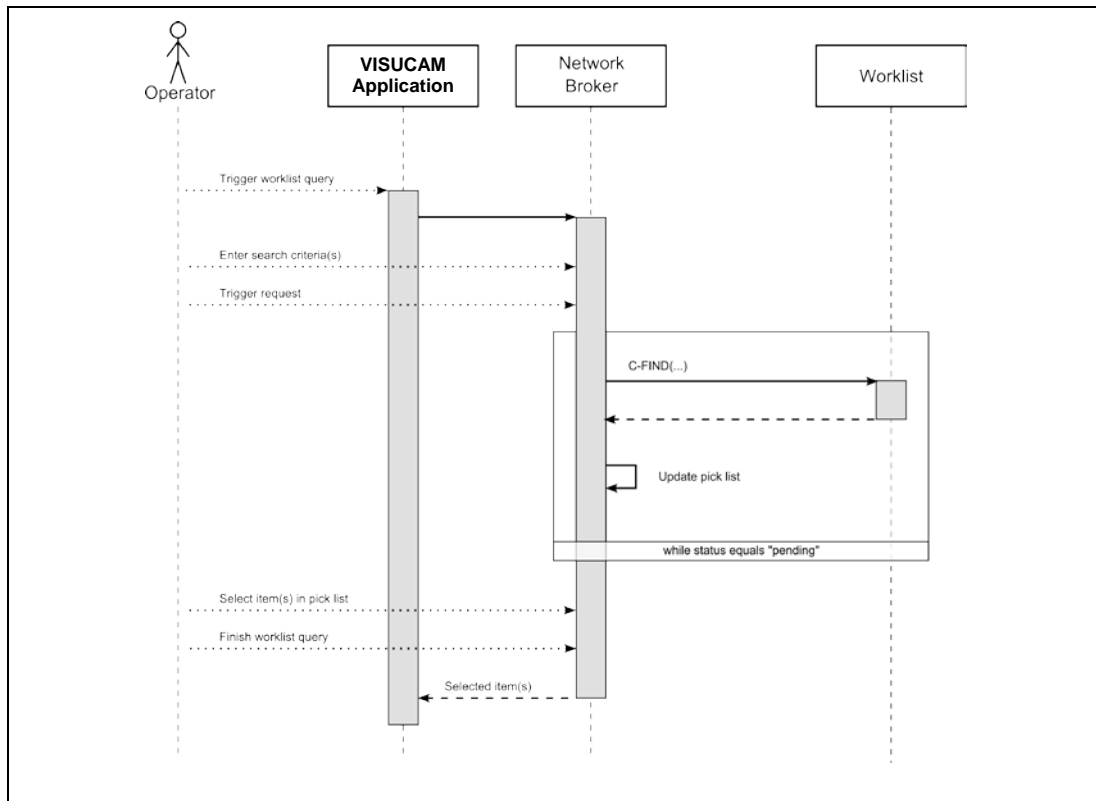 Operator
VISUCAM
Application
Network
Broker
Worklist
Trigger worklist query
Enter search criteria(s)
Trigger request
C-FIND(...)
Update pick list
while status equals "pending"
Select item(s) in pick list
Finish worklist query
Selected item(s)